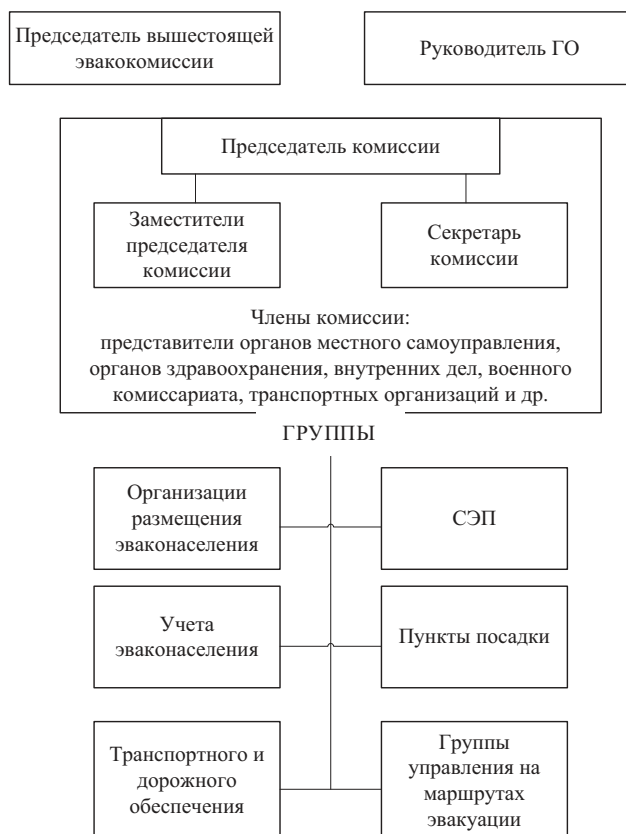 Председатель вышестоящей
эвакокомиссии
Руководитель ГО
Председатель комиссии
Заместители
председателя
комиссии
Секретарь
комиссии
Члены комиссии:
представители органов местного самоуправления,
органов здравоохранения, внутренних дел, военного
комиссариата, транспортных организаций и др.
ГРУППЫ
Организации
размещения
эваконаселения
СЭП
Учета
эваконаселения
Пункты посадки
Транспортного и
дорожного
обеспечения
Группы
управления на
маршрутах
эвакуации